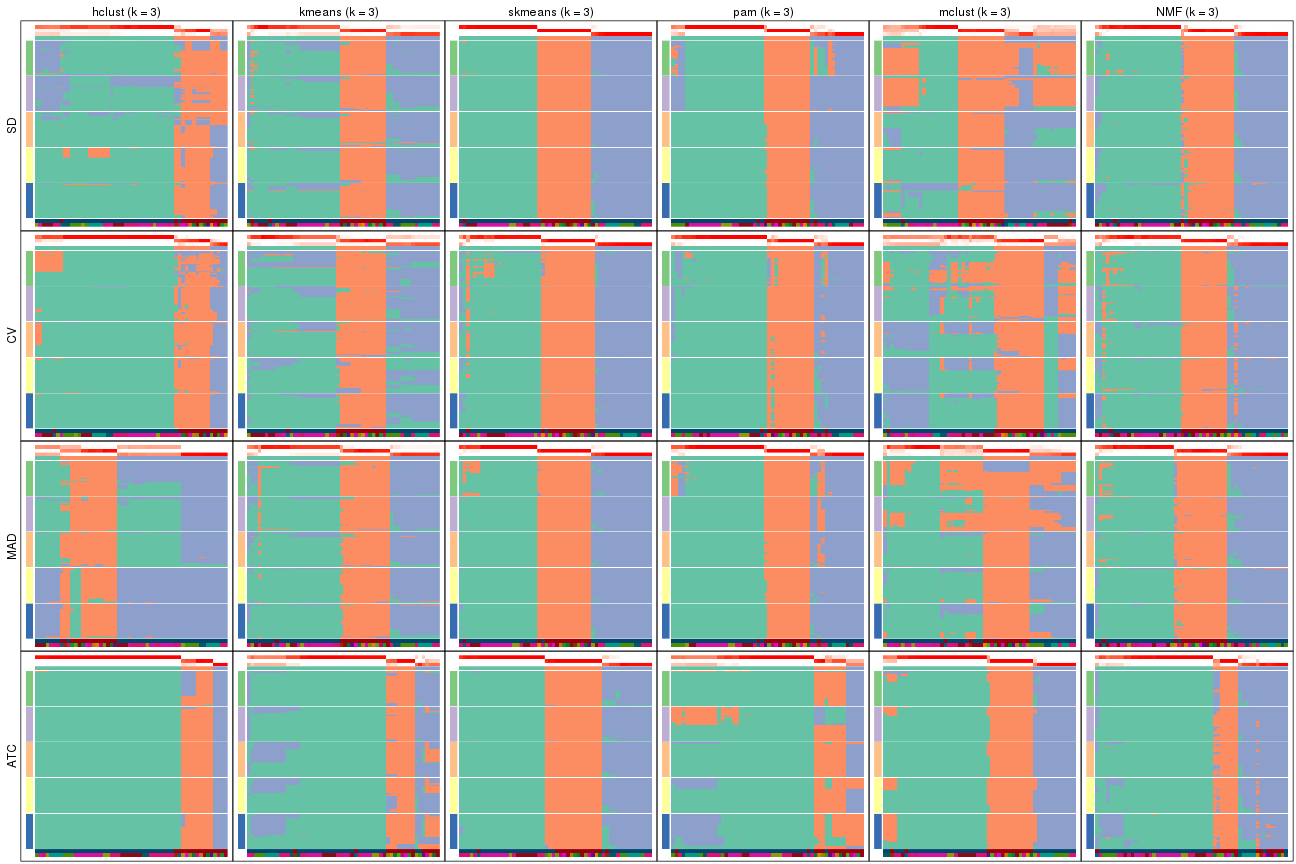 hclust (k = 3)
kmeans (k = 3)
skmeans (k = 3)
pam (k = 3)
mclust (k = 3)
NMF (k = 3)
SD
CV
MAD
ATC